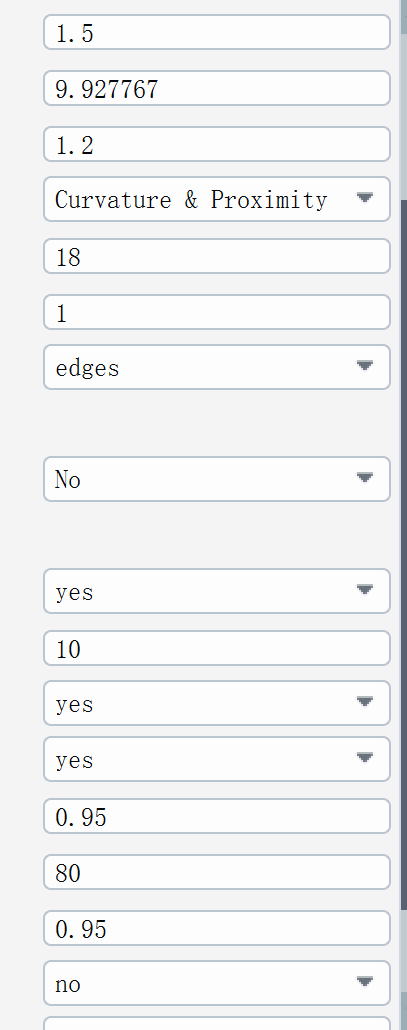 1.5
9.927767
1.2
Curvature & Proximity
18
1
edges
No
yes
10
yes
yes
0.95
80
0.95
no